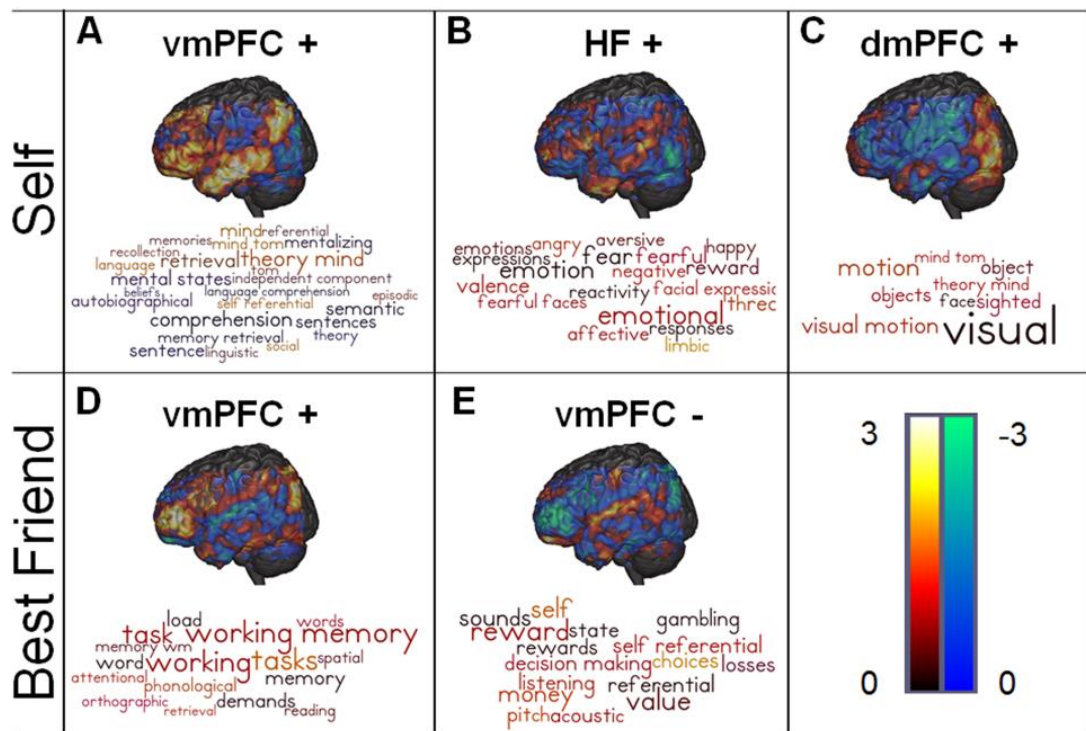 A
vmPFC +
B
HF +
C
dmPFC +
Self
mind referential
memories mind tom mentalizing
recollection retrieval theory mind
language tom
mental states independent component
beliefs language comprehension episodic
autobiographical self referential
semantic
comprehension sentences
memory retrieval theory
sentence linguistic social
emotions angry aversive happy
expressions fear fearful
emotion negative reward
valence reactivity facial expressic
fearful faces threc
emotional
affective responses
limbic
motion mind tom object
theory mind
objects face sighted
visual motion visual
D
vmPFC +
E
vmPFC -
Best Friend
load words
task working memory
memory wm
word working tasks spatial
attentional phonological memory
orthographic demands
retrieval reading
sounds self gambling
reward state
rewards self referential
decision making choices losses
listening referential
money value
pitch acoustic
3 -3
0 0